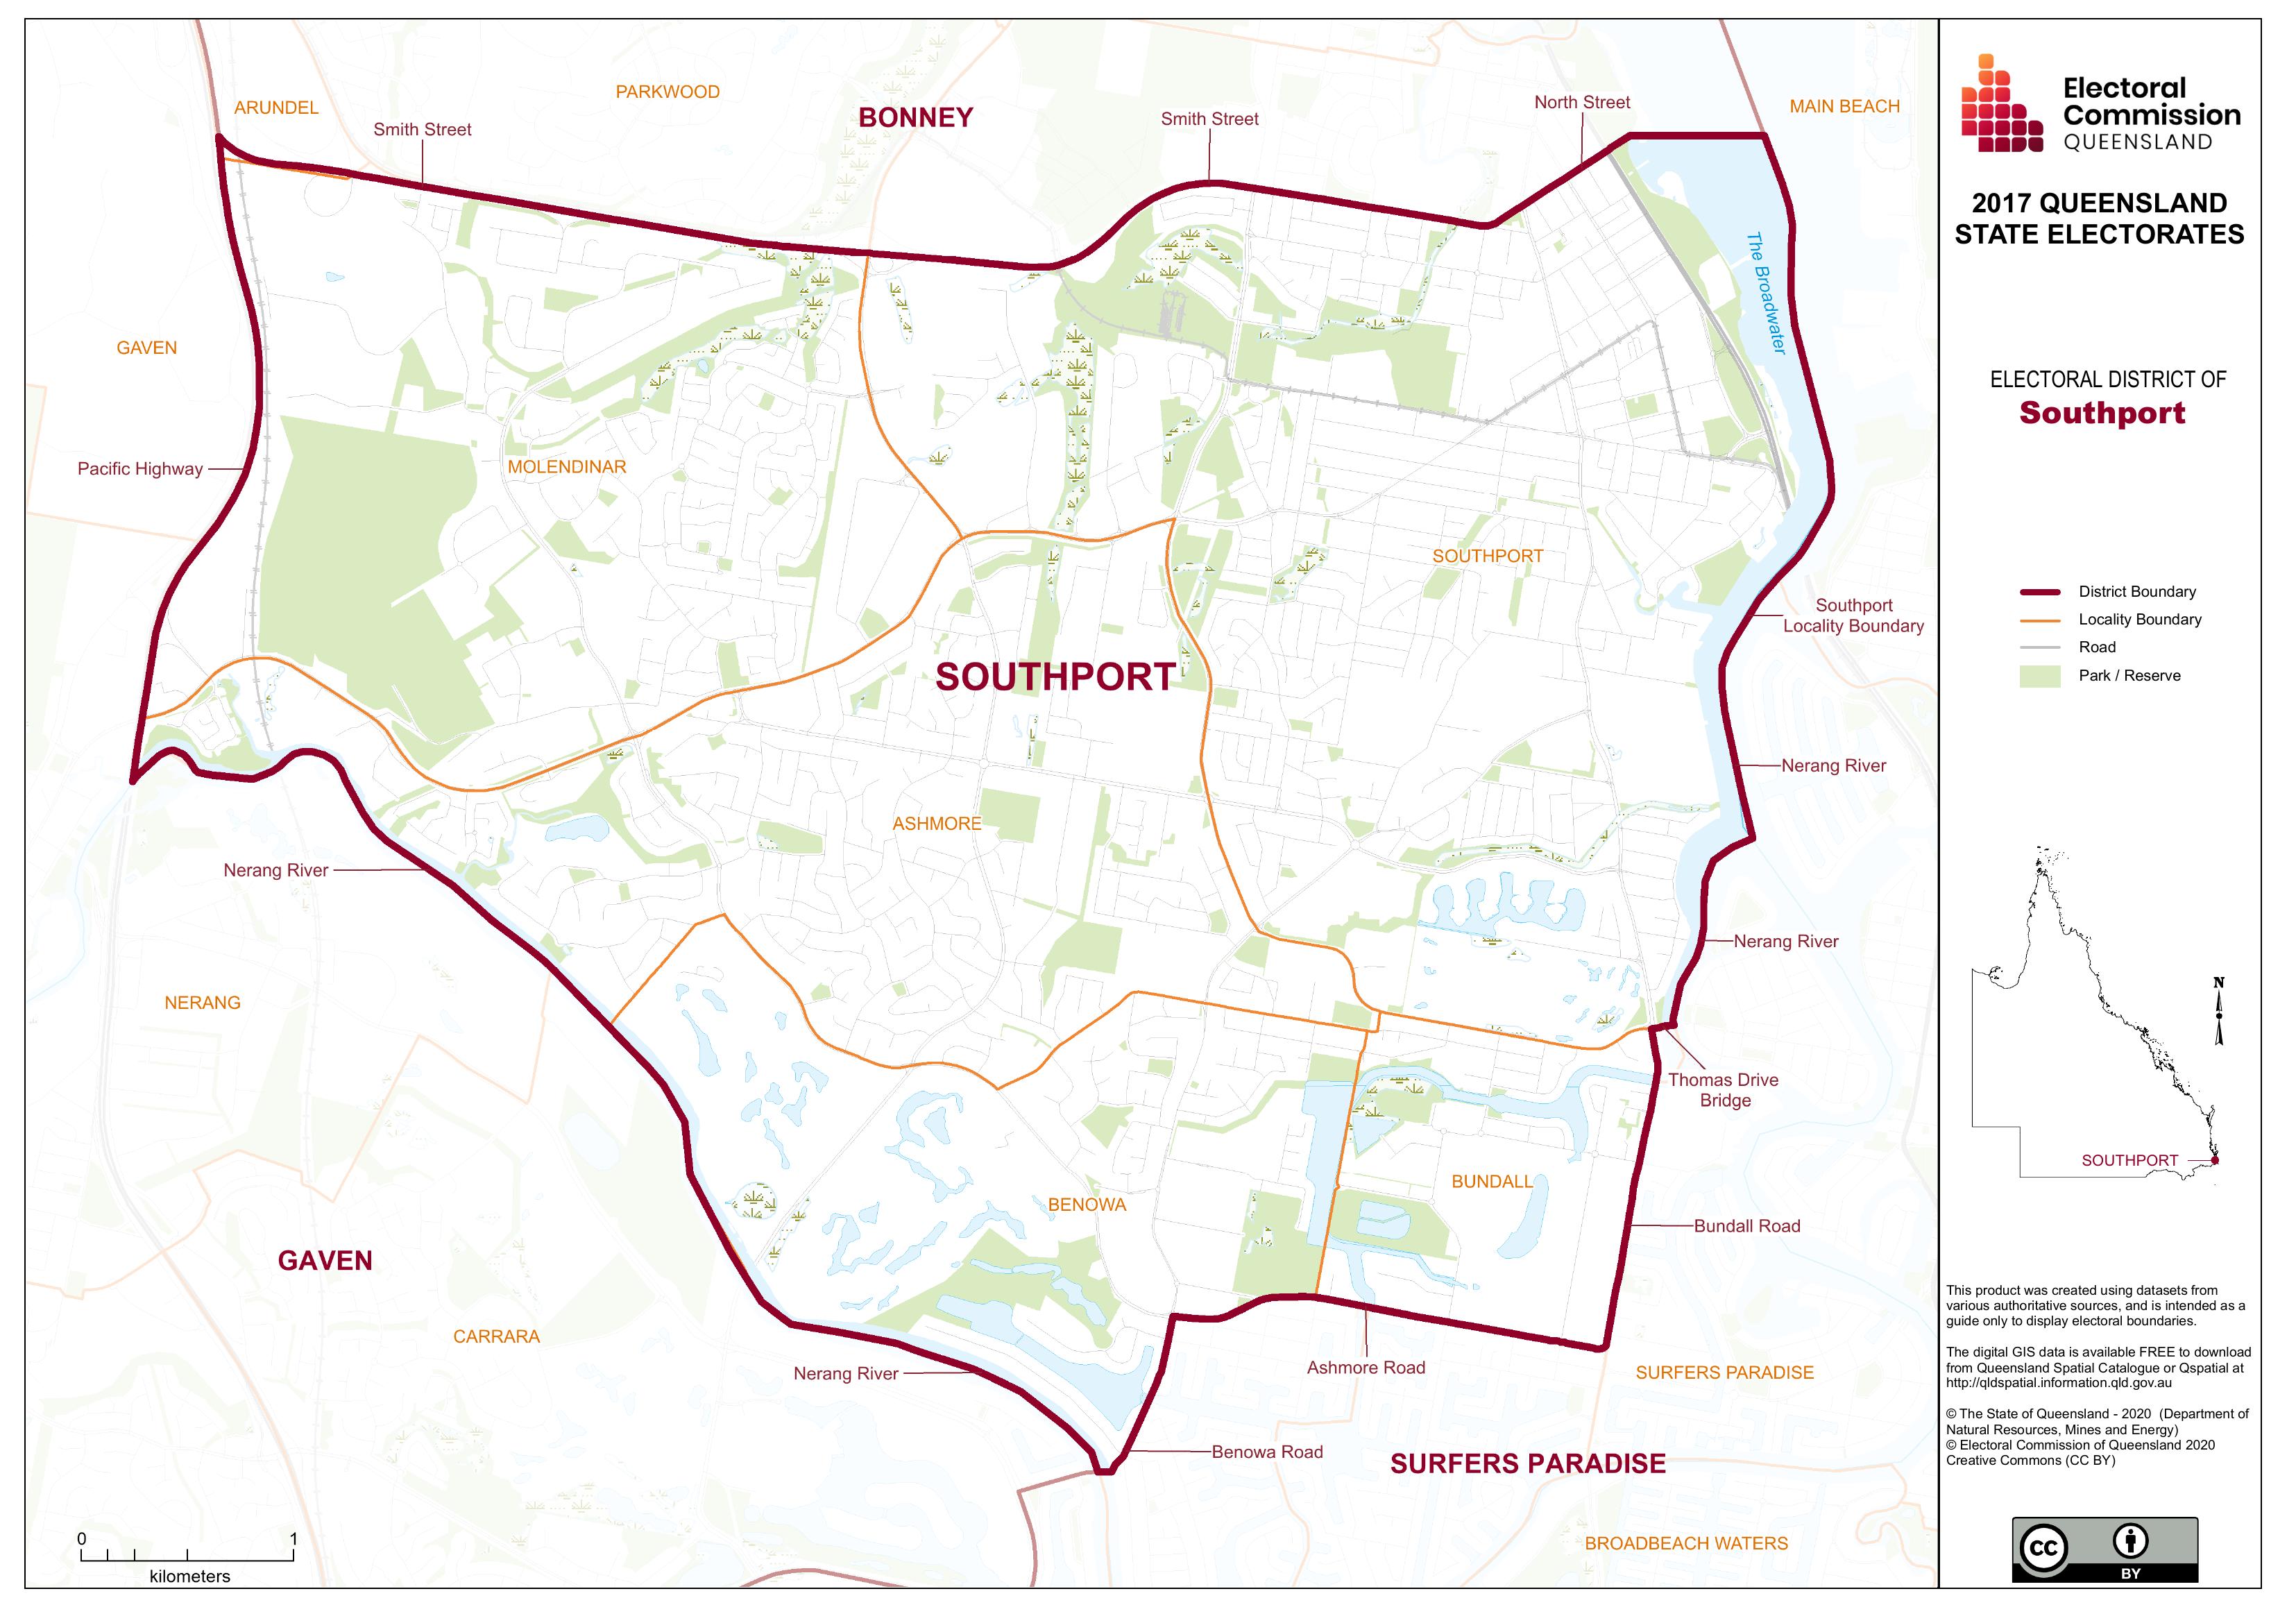 ARUNDEL
PARKWOOD
BONNEY
Smith Street
Smith Street
North Street
MAIN BEACH
The Broadwater
GAVEN
Pacific Highway
MOLENDINAR
SOUTHPORT
Southport
Locality Boundary
SOUTHPORT
Nerang River
ASHMORE
Nerang River
Nerang River
NERANG
Thomas Drive
Bridge
BUNDALL
BENOWA
Bundall Road
GAVEN
CARRARA
Nerang River
Ashmore Road
SURFERS PARADISE
Benowa Road
SURFERS PARADISE
BROADBEACH WATERS
0 1
kilometers
Electoral
Commission
QUEENSLAND
2017 QUEENSLAND
STATE ELECTORATES
ELECTORAL DISTRICT OF
Southport
District Boundary
Locality Boundary
Road
Park / Reserve
N
SOUTHPORT
This product was created using datasets from
various authoritative sources, and is intended as a
guide only to display electoral boundaries.
The digital GIS data is available FREE to download
from Queensland Spatial Catalogue or Qspatial at
http://qldspatial.information.qld.gov.au
© The State of Queensland - 2020 (Department of
Natural Resources, Mines and Energy)
© Electoral Commission of Queensland 2020
Creative Commons (CC BY)
cc
BY